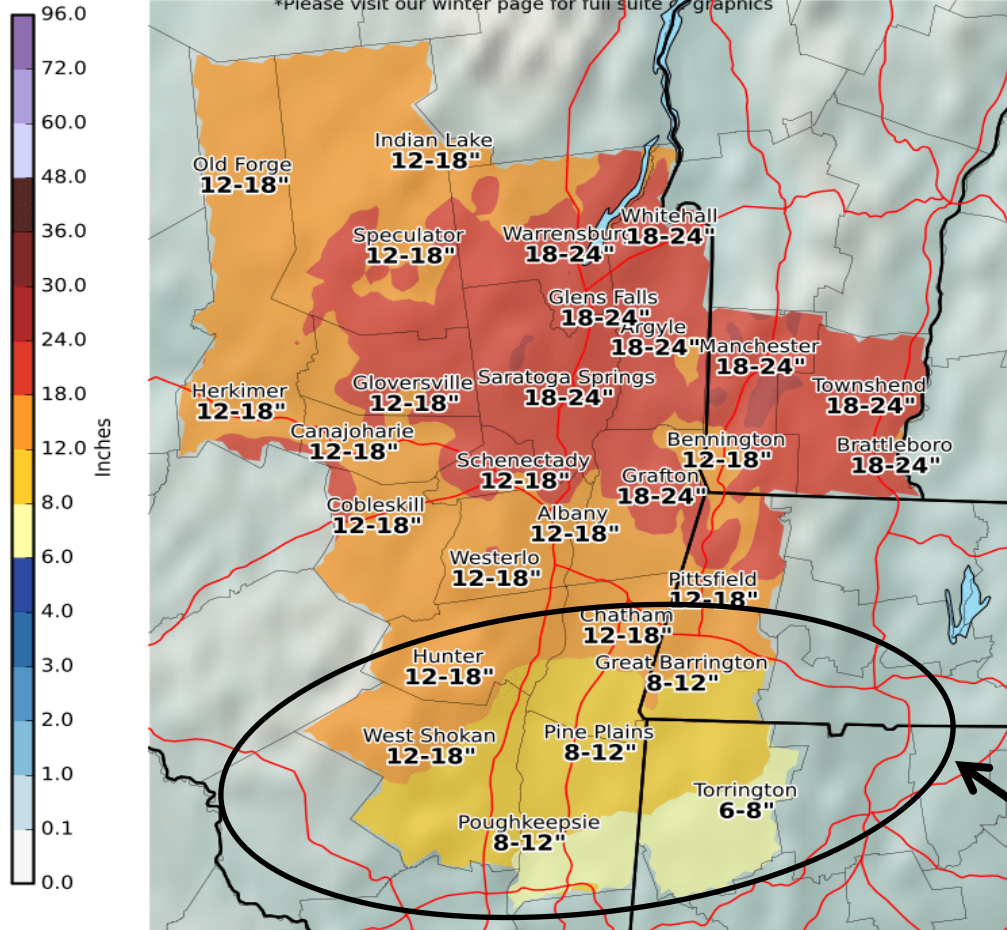 *Please visit our winter page for full suite of graphics
96.0
72.0
60.0
48.0
36.0
30.0
24.0
18.0
12.0
8.0
6.0
4.0
3.0
2.0
1.0
0.1
0.0
Inches
Indian Lake
12-18"
Old Forge
12-18"
Whitehall
18-24"
Speculator
12-18"
Warrensburg
18-24"
Glens Falls
18-24"
Argyle
18-24"
Manchester
18-24"
Saratoga Springs
18-24"
Gloversville
12-18"
Townshend
18-24"
Herkimer
12-18"
Canajoharie
12-18"
Bennington
12-18"
Brattleboro
18-24"
Schenectady
12-18"
Grafton
18-24"
Cobleskill
12-18"
Albany
12-18"
Westerlo
12-18"
Pittsfield
12-18"
Chatham
12-18"
Hunter
12-18"
Great Barrington
8-12"
West Shokan
12-18"
Pine Plains
8-12"
Torrington
6-8"
Poughkeepsie
8-12"